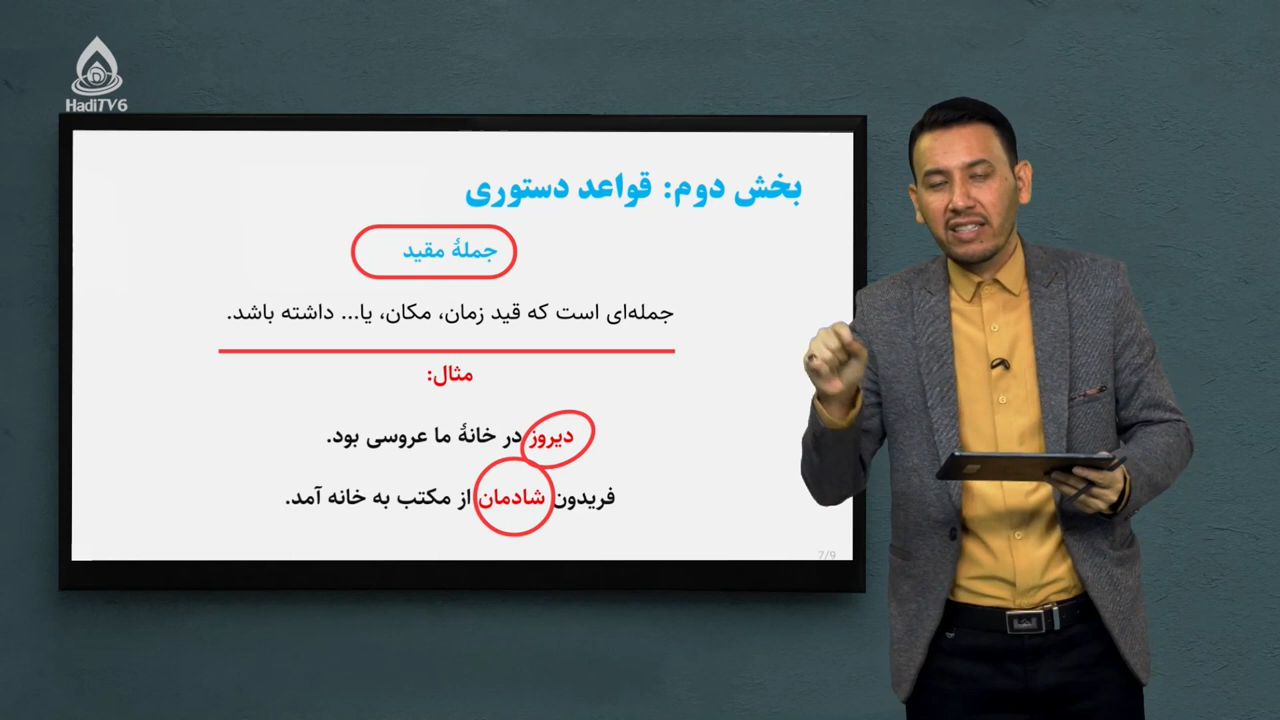 HadiTV6
بخش دوم: قواعد دستوری
جملهٔ مقید
جمله‌ای است که قید زمان، مکان، یا... داشته باشد.
مثال:
دیروز در خانهٔ ما عروسی بود.
فریدون شادمان از مکتب به خانه آمد.
7/9